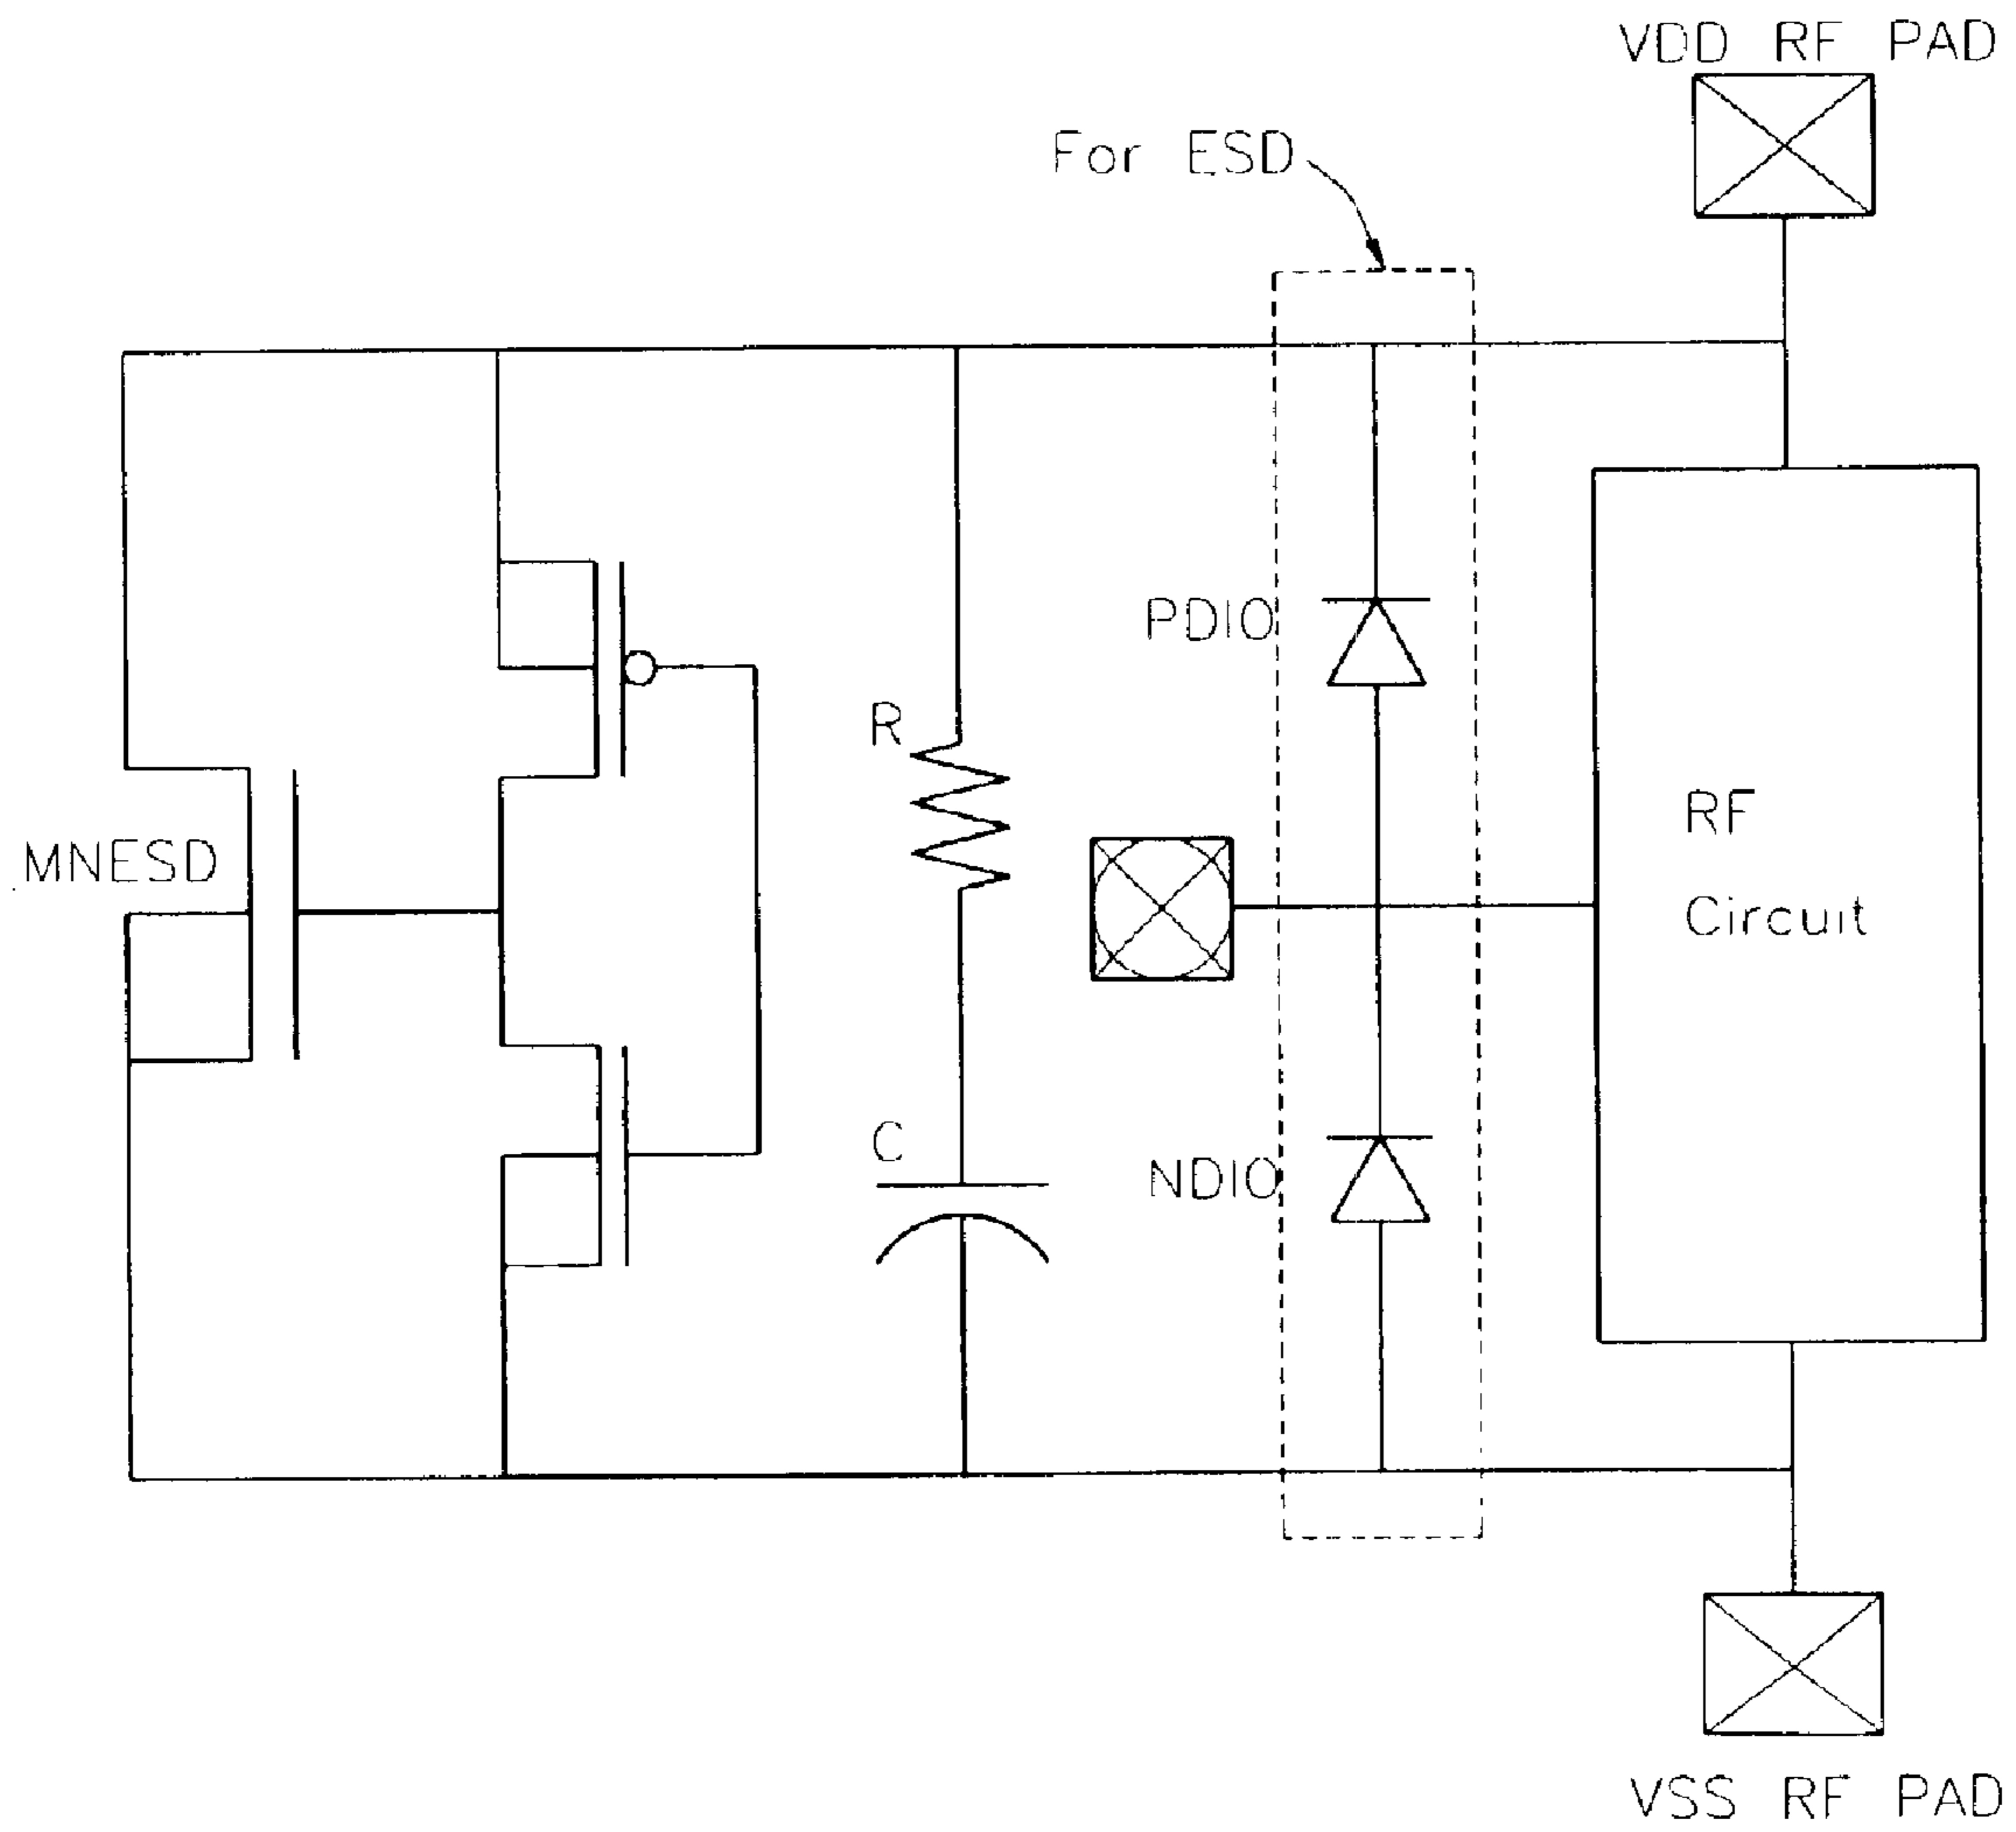 VDD RF PAD
For ESD
PDIO
R
MNESD
RF
Circuit
C
NDIO
VSS RF PAD